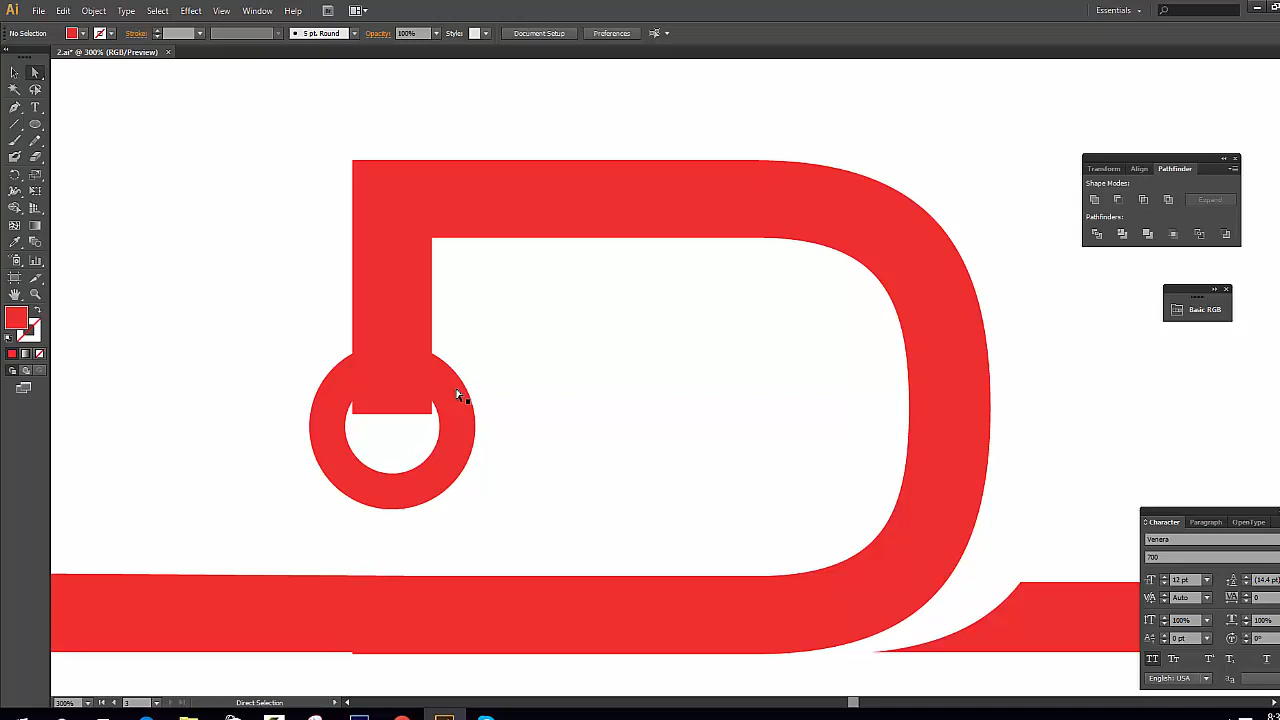 Ai File Edit Object Type Select Effect View Window Help Br Essentials
No Selection Stroke: 5 pt. Round Opacity: 100% Style: Document Setup Preferences
2.ai* @ 300% (RGB/Preview) ×
Transform Align Pathfinder
Shape Modes:
Expand
Pathfinders:
Basic RGB
Character Paragraph OpenType
Venera
700
12 pt (14.4 pt)
Auto 0
100% 100%
0 pt 0°
English: USA
300% 3 Direct Selection